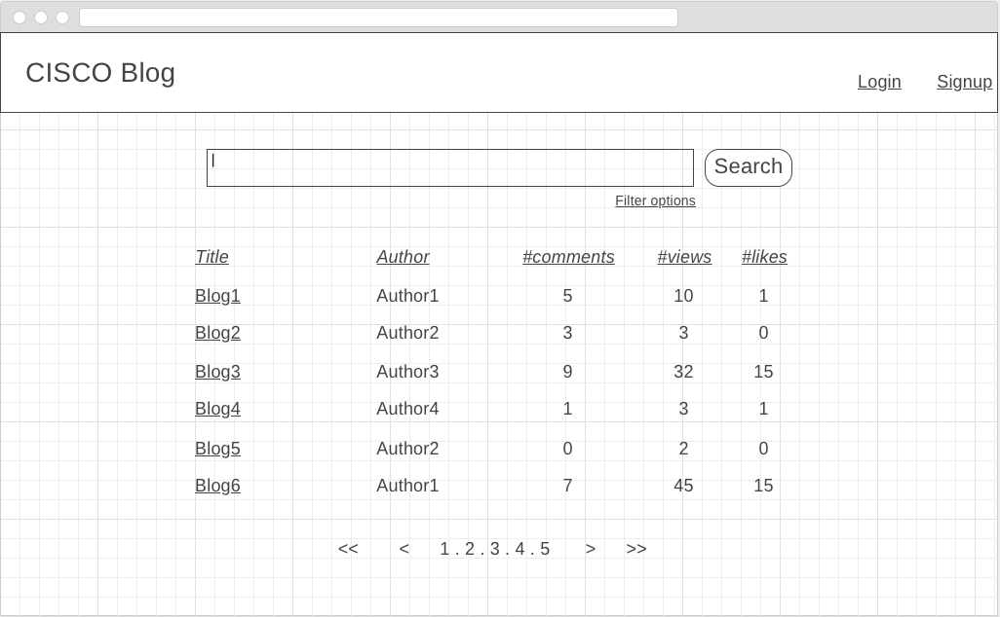 CISCO Blog
Login Signup
Search
Filter options
Title Author #comments #views #likes
Blog1 Author1 5 10 1
Blog2 Author2 3 3 0
Blog3 Author3 9 32 15
Blog4 Author4 1 3 1
Blog5 Author2 0 2 0
Blog6 Author1 7 45 15
<< < 1 . 2 . 3 . 4 . 5 > >>